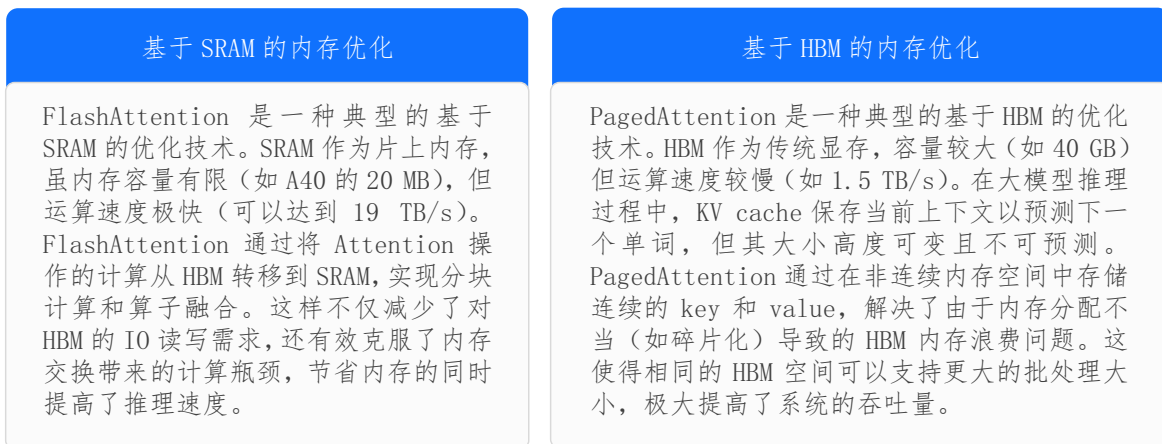 基于 SRAM 的内存优化
FlashAttention 是一种典型的基于
SRAM 的优化技术。SRAM 作为片上内存，
虽内存容量有限（如 A40 的 20 MB），但
运算速度极快（可以达到 19 TB/s）。
FlashAttention 通过将 Attention 操
作的计算从 HBM 转移到 SRAM，实现分块
计算和算子融合。这样不仅减少了对
HBM 的 IO 读写需求，还有效克服了内存
交换带来的计算瓶颈，节省内存的同时
提高了推理速度。
基于 HBM 的内存优化
PagedAttention 是一种典型的基于 HBM 的优化
技术。HBM 作为传统显存，容量较大（如 40 GB）
但运算速度较慢（如 1.5 TB/s）。在大模型推理
过程中，KV cache 保存当前上下文以预测下一
个单词，但其大小高度可变且不可预测。
PagedAttention 通过在非连续内存空间中存储
连续的 key 和 value，解决了由于内存分配不
当（如碎片化）导致的 HBM 内存浪费问题。这
使得相同的 HBM 空间可以支持更大的批处理大
小，极大提高了系统的吞吐量。